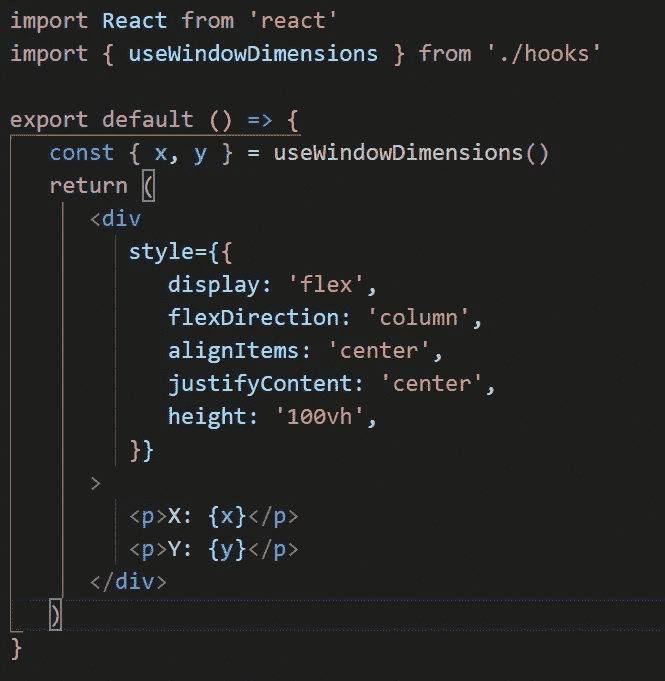 import React from 'react'
import { useWindowDimensions } from './hooks'
export default () => {
const { x, y } = useWindowDimensions()
return (
<div
style={{
display: 'flex',
flexDirection: 'column',
alignItems: 'center',
justifyContent: 'center',
height: '100vh',
}}
>
<p>X: {x}</p>
<p>Y: {y}</p>
</div>
)
}